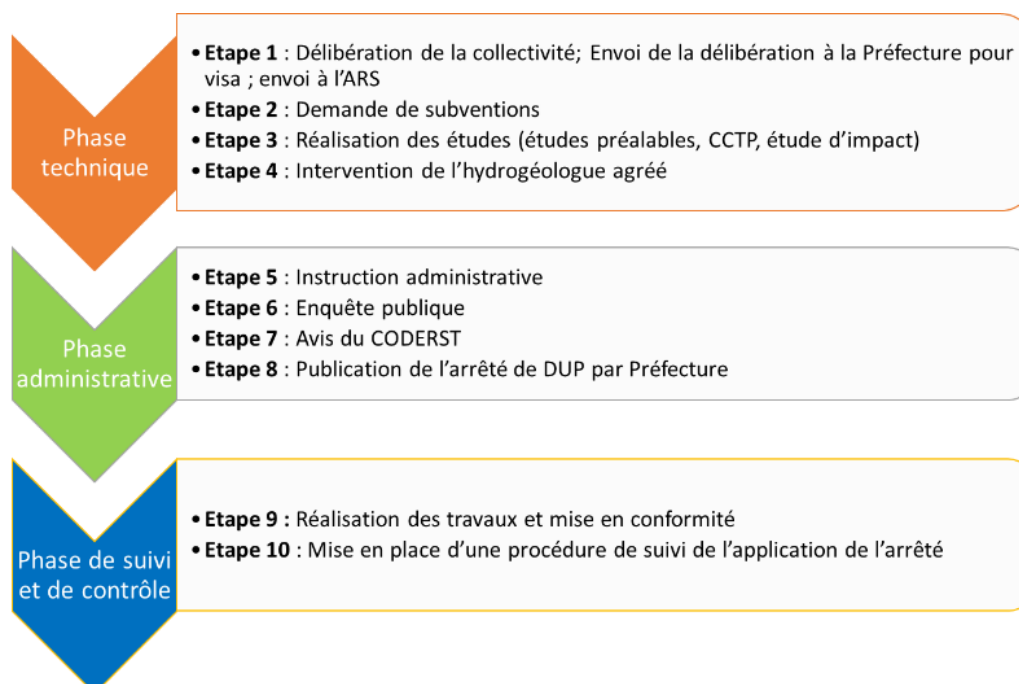 Phase
technique
• Etape 1 : Délibération de la collectivité; Envoi de la délibération à la Préfecture pour
visa ; envoi à l’ARS
• Etape 2 : Demande de subventions
• Etape 3 : Réalisation des études (études préalables, CCTP, étude d’impact)
• Etape 4 : Intervention de l’hydrogéologue agréé
Phase
administrative
• Etape 5 : Instruction administrative
• Etape 6 : Enquête publique
• Etape 7 : Avis du CODERST
• Etape 8 : Publication de l’arrêté de DUP par Préfecture
Phase de suivi
et de contrôle
• Etape 9 : Réalisation des travaux et mise en conformité
• Etape 10 : Mise en place d’une procédure de suivi de l’application de l’arrêté